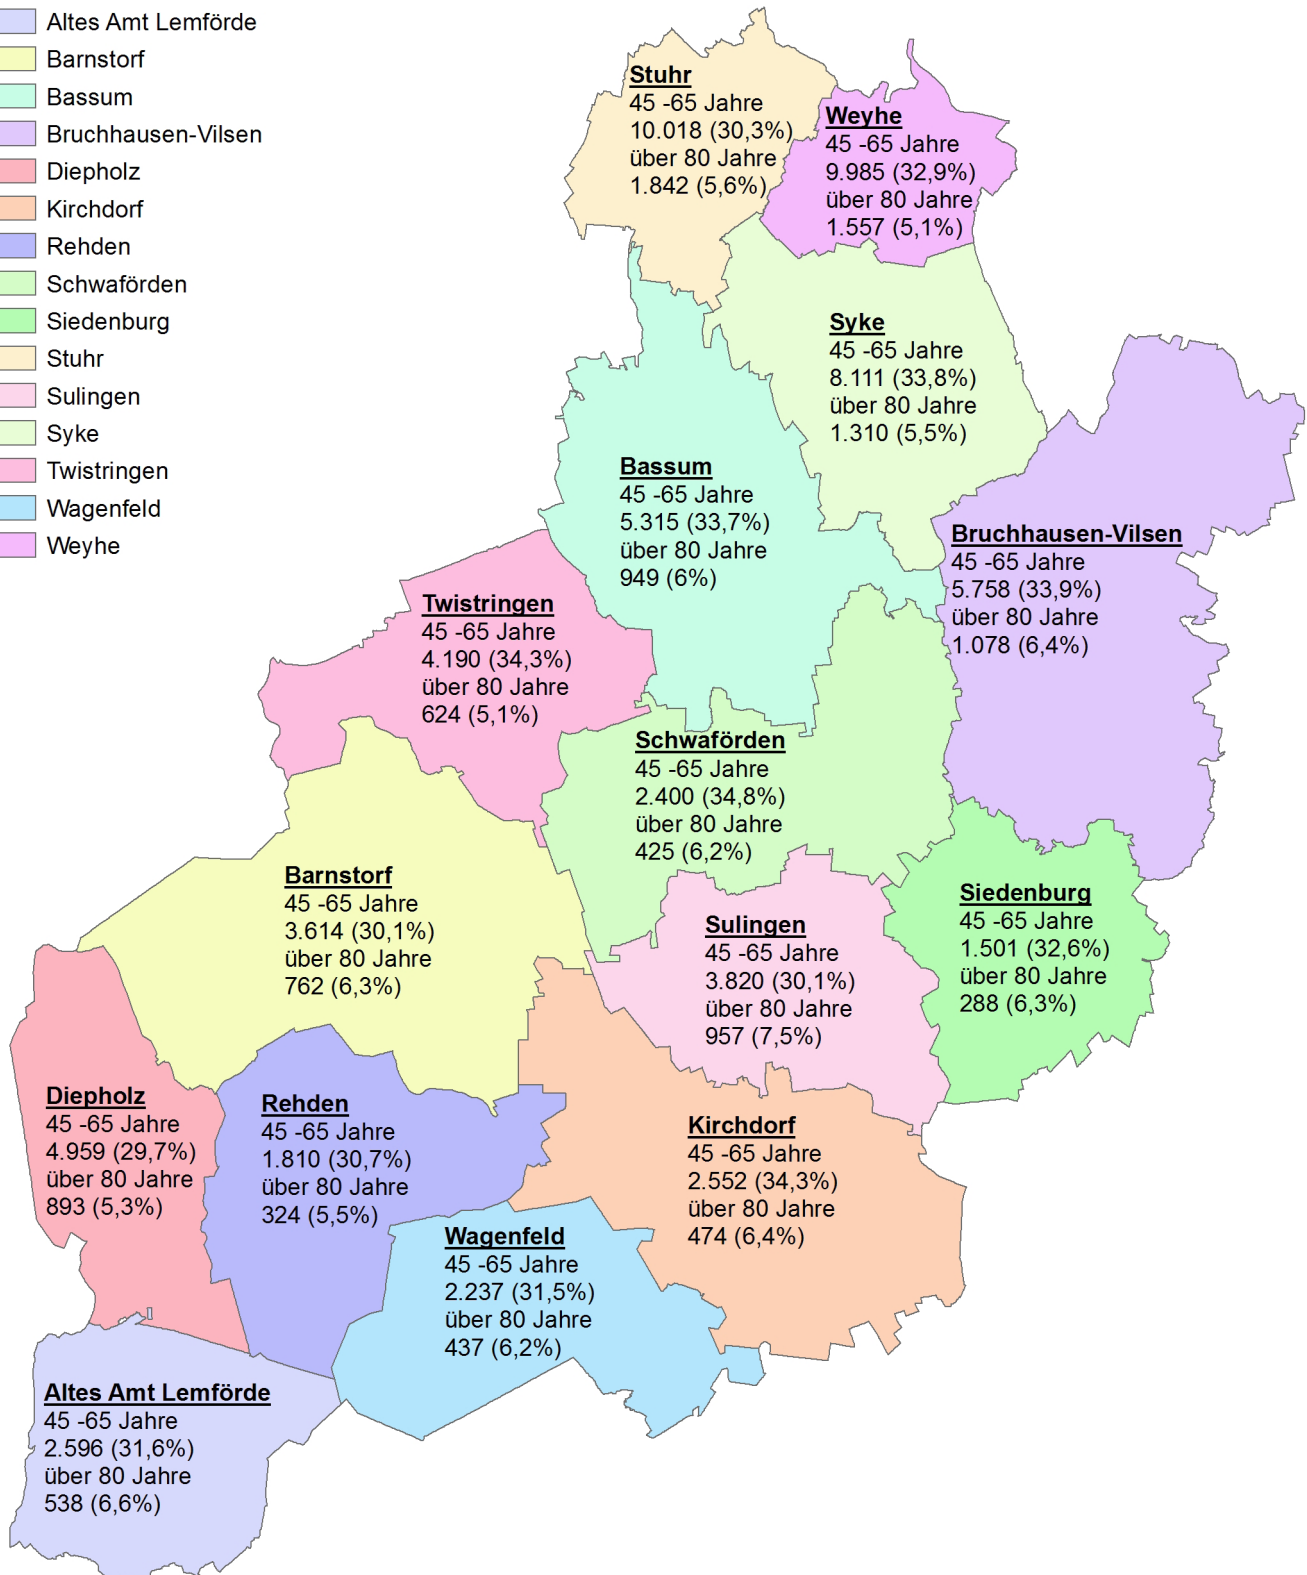 Altes Amt Lemförde
Barnstorf
Bassum
Bruchhausen-Vilsen
Diepholz
Kirchdorf
Rehden
Schwaförden
Siedenburg
Stuhr
Sulingen
Syke
Twistringen
Wagenfeld
Weyhe
Stuhr
45 -65 Jahre
10.018 (30,3%)
über 80 Jahre
1.842 (5,6%)
Weyhe
45 -65 Jahre
9.985 (32,9%)
über 80 Jahre
1.557 (5,1%)
Syke
45 -65 Jahre
8.111 (33,8%)
über 80 Jahre
1.310 (5,5%)
Bassum
45 -65 Jahre
5.315 (33,7%)
über 80 Jahre
949 (6%)
Bruchhausen-Vilsen
45 -65 Jahre
5.758 (33,9%)
über 80 Jahre
1.078 (6,4%)
Twistringen
45 -65 Jahre
4.190 (34,3%)
über 80 Jahre
624 (5,1%)
Schwaförden
45 -65 Jahre
2.400 (34,8%)
über 80 Jahre
425 (6,2%)
Barnstorf
45 -65 Jahre
3.614 (30,1%)
über 80 Jahre
762 (6,3%)
Sulingen
45 -65 Jahre
3.820 (30,1%)
über 80 Jahre
957 (7,5%)
Siedenburg
45 -65 Jahre
1.501 (32,6%)
über 80 Jahre
288 (6,3%)
Diepholz
45 -65 Jahre
4.959 (29,7%)
über 80 Jahre
893 (5,3%)
Rehden
45 -65 Jahre
1.810 (30,7%)
über 80 Jahre
324 (5,5%)
Kirchdorf
45 -65 Jahre
2.552 (34,3%)
über 80 Jahre
474 (6,4%)
Wagenfeld
45 -65 Jahre
2.237 (31,5%)
über 80 Jahre
437 (6,2%)
Altes Amt Lemförde
45 -65 Jahre
2.596 (31,6%)
über 80 Jahre
538 (6,6%)